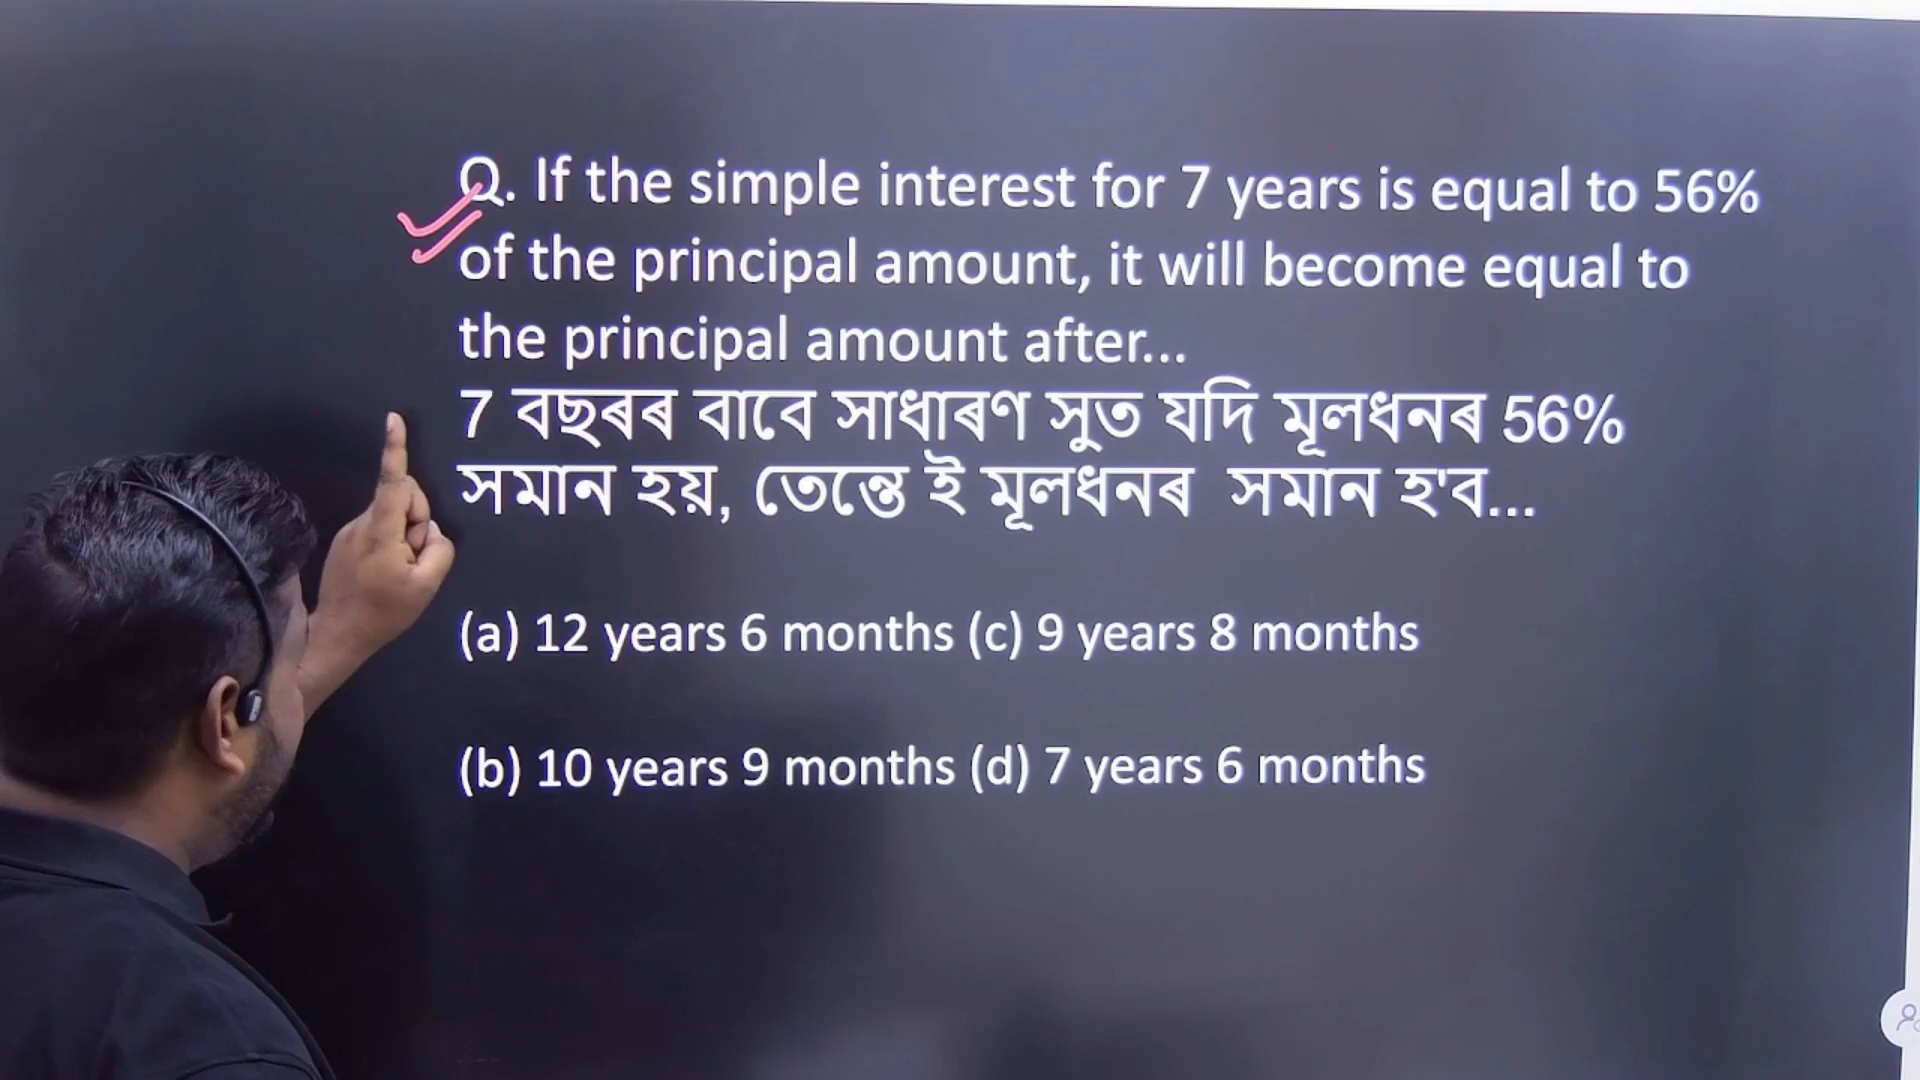 Q. If the simple interest for 7 years is equal to 56%
of the principal amount, it will become equal to
the principal amount after...
7 বছৰৰ বাবে সাধাৰণ সুত যদি মূলধনৰ 56%
সমান হয়, তেন্তে ই মূলধনৰ সমান হ'ব...
(a) 12 years 6 months (c) 9 years 8 months
(b) 10 years 9 months (d) 7 years 6 months